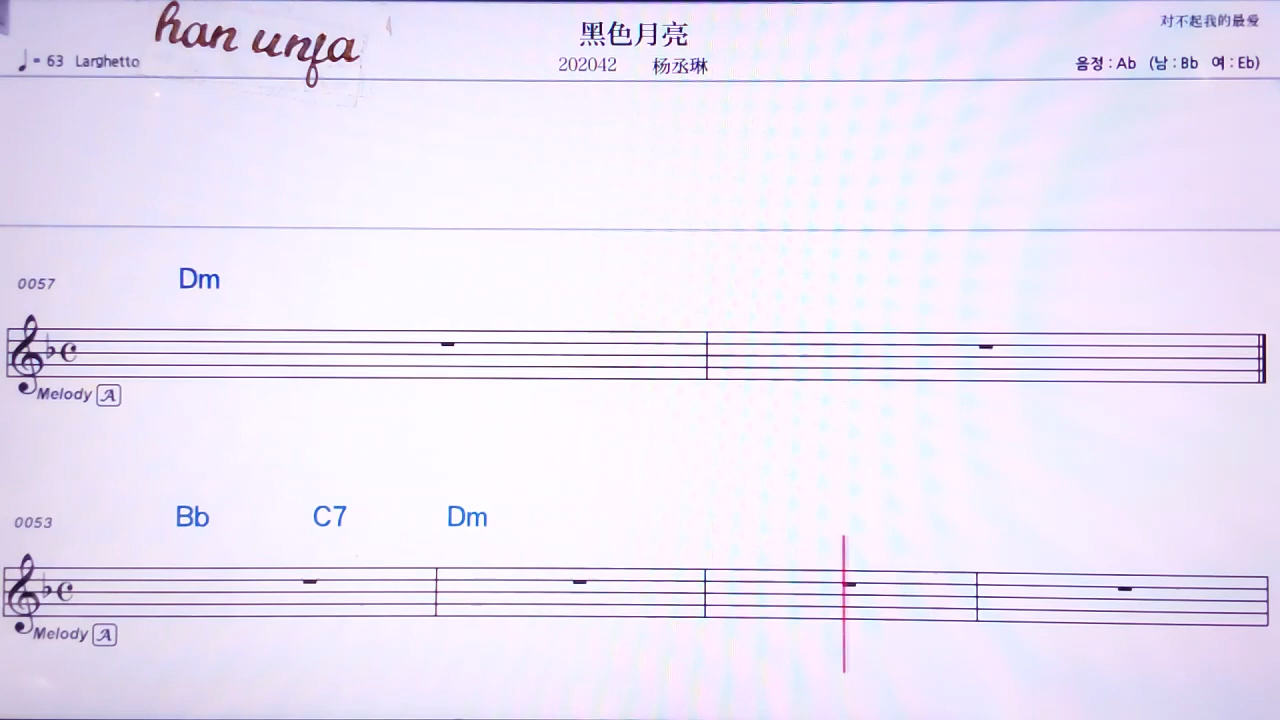 han unfa
黑色月亮
对不起我的最爱
♩= 63 Larghetto
202042 杨丞琳
음정 : Ab (남 : Bb 여 : Eb)
0057 Dm
Melody A
0053 Bb C7 Dm
Melody A